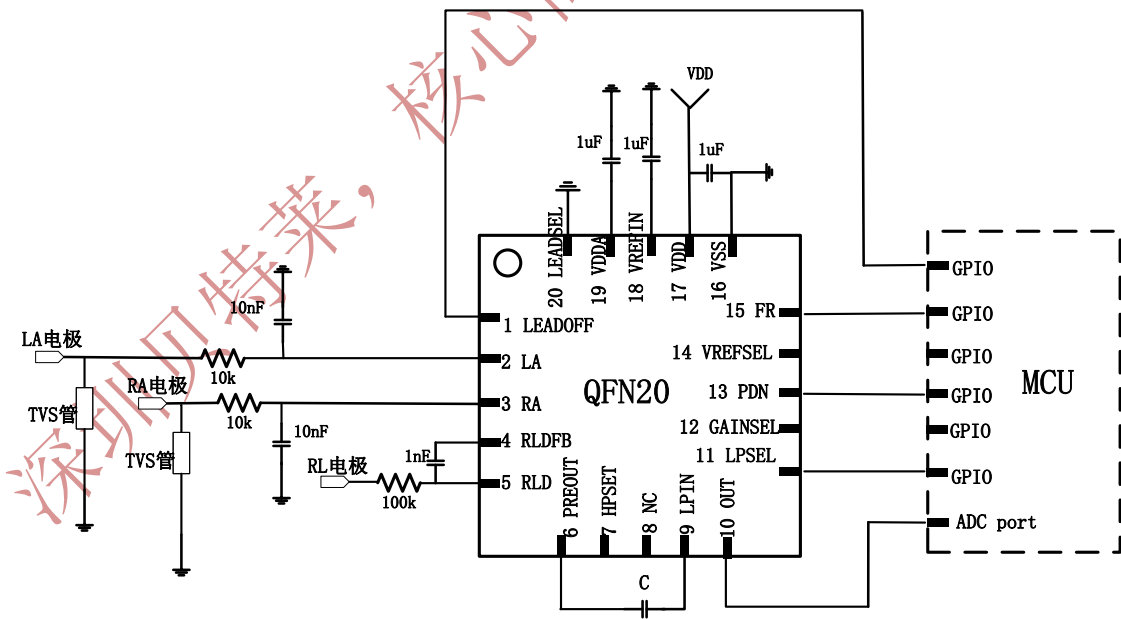 深圳贝特莱，核心
VDD
1uF
1uF
1uF
20 LEADSEL
19 VDDA
18 VREFIN
17 VDD
16 VSS
GPIO
10nF
15 FR
GPIO
1 LEADOFF
LA电极
2 LA
14 VREFSEL
GPIO
10k
QFN20
MCU
RA电极
13 PDN
GPIO
TVS管
3 RA
10k
10nF
12 GAINSEL
GPIO
4 RLDFB
TVS管
1nF
11 LPSEL
RL电极
GPIO
5 RLD
100k
6 PREOUT
7 HPSET
8 NC
9 LPIN
10 OUT
ADC port
C